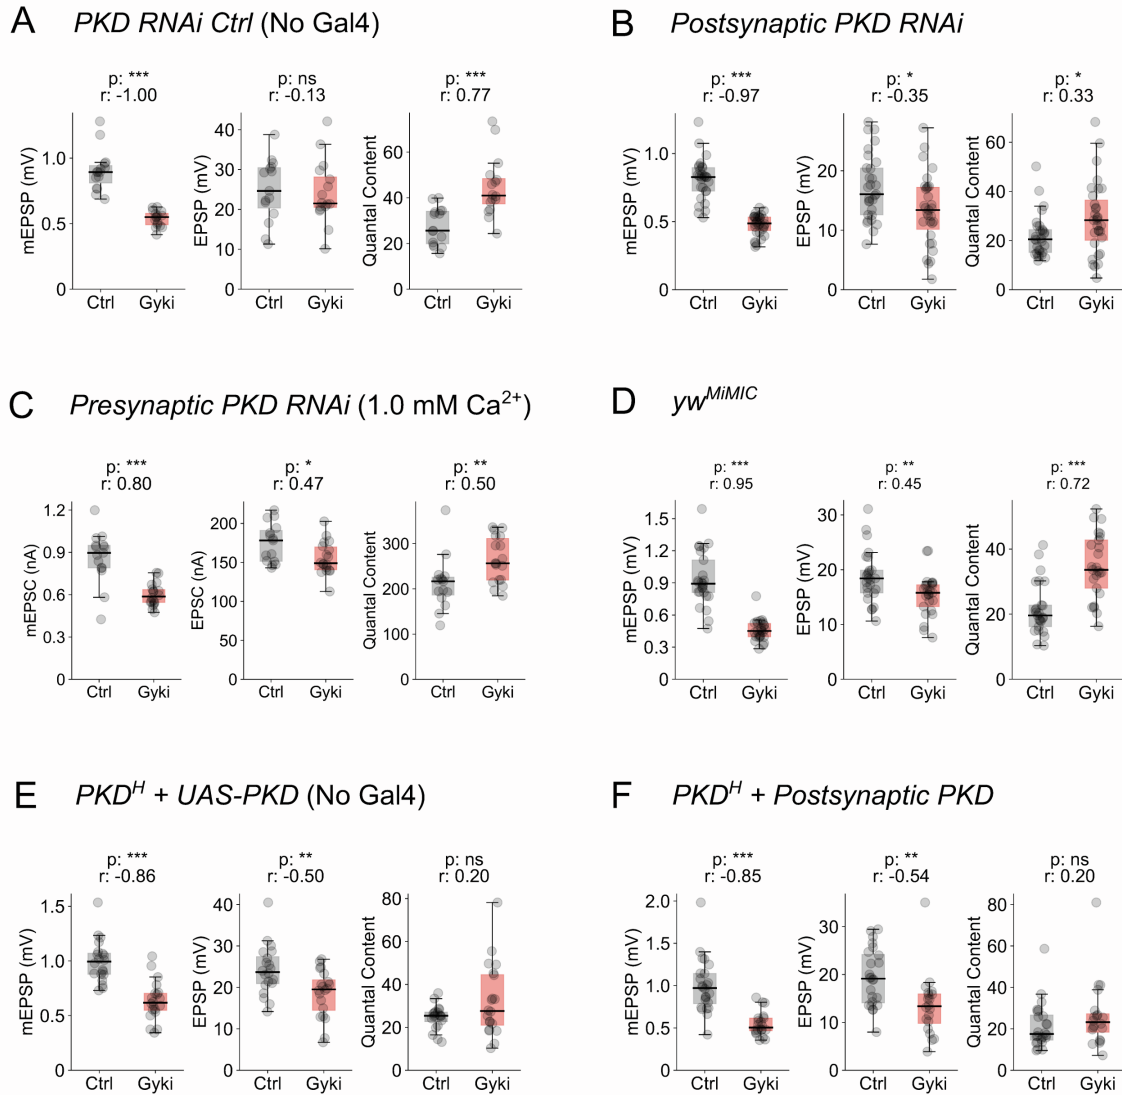 A PKD RNAi Ctrl (No Gal4)
p: ***
r: -1.00
mEPSP (mV)
1.0
0.5
0
Ctrl Gyki
p: ns
r: -0.13
EPSP (mV)
40
30
20
10
0
Ctrl Gyki
p: ***
r: 0.77
Quantal Content
60
40
20
0
Ctrl Gyki
B Postsynaptic PKD RNAi
p: ***
r: -0.97
mEPSP (mV)
1.0
0.5
0
Ctrl Gyki
p: *
r: -0.35
EPSP (mV)
20
10
0
Ctrl Gyki
p: *
r: 0.33
Quantal Content
60
40
20
0
Ctrl Gyki
C Presynaptic PKD RNAi (1.0 mM Ca²⁺)
p: ***
r: 0.80
mEPSC (nA)
1.2
0.9
0.6
0.3
0
Ctrl Gyki
p: *
r: 0.47
EPSC (nA)
200
150
100
50
0
Ctrl Gyki
p: **
r: 0.50
Quantal Content
300
200
100
0
Ctrl Gyki
D yw^MiMIC
p: ***
r: 0.95
mEPSP (mV)
1.5
1.2
0.9
0.6
0.3
0
Ctrl Gyki
p: **
r: 0.45
EPSP (mV)
30
20
10
0
Ctrl Gyki
p: ***
r: 0.72
Quantal Content
40
20
0
Ctrl Gyki
E PKD^H + UAS-PKD (No Gal4)
p: ***
r: -0.86
mEPSP (mV)
1.5
1.0
0.5
0
Ctrl Gyki
p: **
r: -0.50
EPSP (mV)
40
30
20
10
0
Ctrl Gyki
p: ns
r: 0.20
Quantal Content
80
60
40
20
0
Ctrl Gyki
F PKD^H + Postsynaptic PKD
p: ***
r: -0.85
mEPSP (mV)
2.0
1.5
1.0
0.5
0
Ctrl Gyki
p: **
r: -0.54
EPSP (mV)
30
20
10
0
Ctrl Gyki
p: ns
r: 0.20
Quantal Content
80
60
40
20
0
Ctrl Gyki